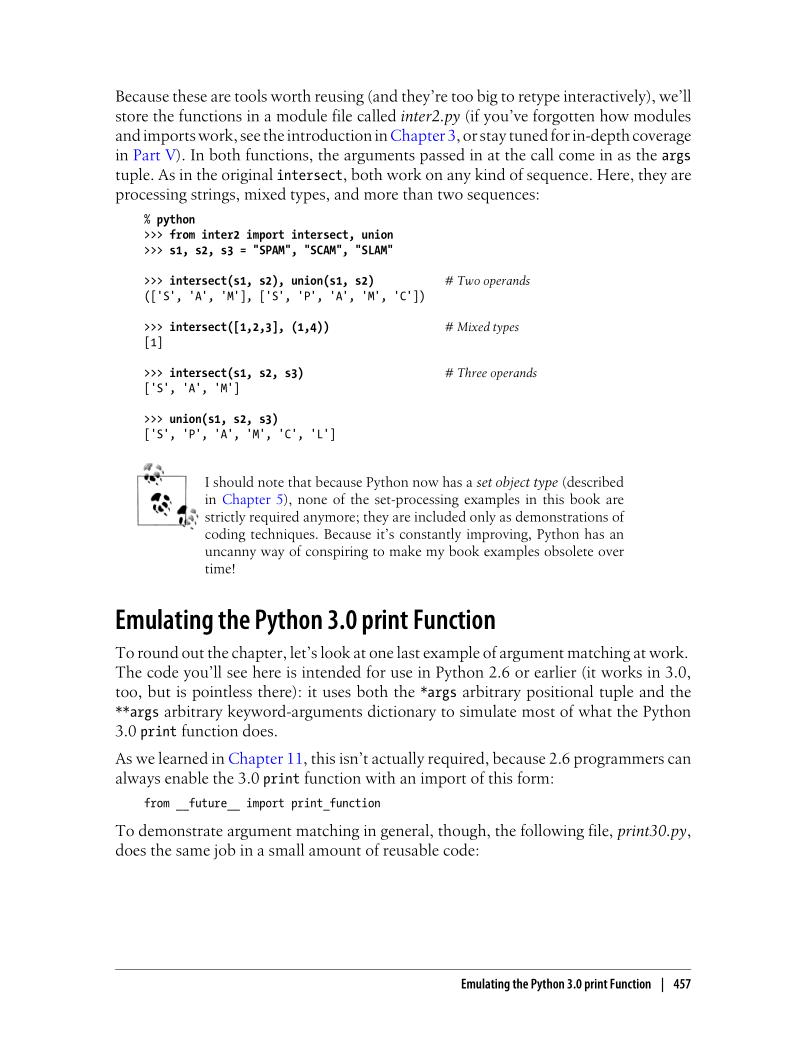 Because these are tools worth reusing (and they’re too big to retype interactively), we’ll
store the functions in a module file called inter2.py (if you’ve forgotten how modules
and imports work, see the introduction in Chapter 3, or stay tuned for in-depth coverage
in Part V). In both functions, the arguments passed in at the call come in as the args
tuple. As in the original intersect, both work on any kind of sequence. Here, they are
processing strings, mixed types, and more than two sequences:
% python
>>> from inter2 import intersect, union
>>> s1, s2, s3 = "SPAM", "SCAM", "SLAM"
>>> intersect(s1, s2), union(s1, s2) # Two operands
(['S', 'A', 'M'], ['S', 'P', 'A', 'M', 'C'])
>>> intersect([1,2,3], (1,4)) # Mixed types
[1]
>>> intersect(s1, s2, s3) # Three operands
['S', 'A', 'M']
>>> union(s1, s2, s3)
['S', 'P', 'A', 'M', 'C', 'L']
I should note that because Python now has a set object type (described
in Chapter 5), none of the set-processing examples in this book are
strictly required anymore; they are included only as demonstrations of
coding techniques. Because it’s constantly improving, Python has an
uncanny way of conspiring to make my book examples obsolete over
time!
Emulating the Python 3.0 print Function
To round out the chapter, let’s look at one last example of argument matching at work.
The code you’ll see here is intended for use in Python 2.6 or earlier (it works in 3.0,
too, but is pointless there): it uses both the *args arbitrary positional tuple and the
**args arbitrary keyword-arguments dictionary to simulate most of what the Python
3.0 print function does.
As we learned in Chapter 11, this isn’t actually required, because 2.6 programmers can
always enable the 3.0 print function with an import of this form:
from __future__ import print_function
To demonstrate argument matching in general, though, the following file, print30.py,
does the same job in a small amount of reusable code:
Emulating the Python 3.0 print Function | 457